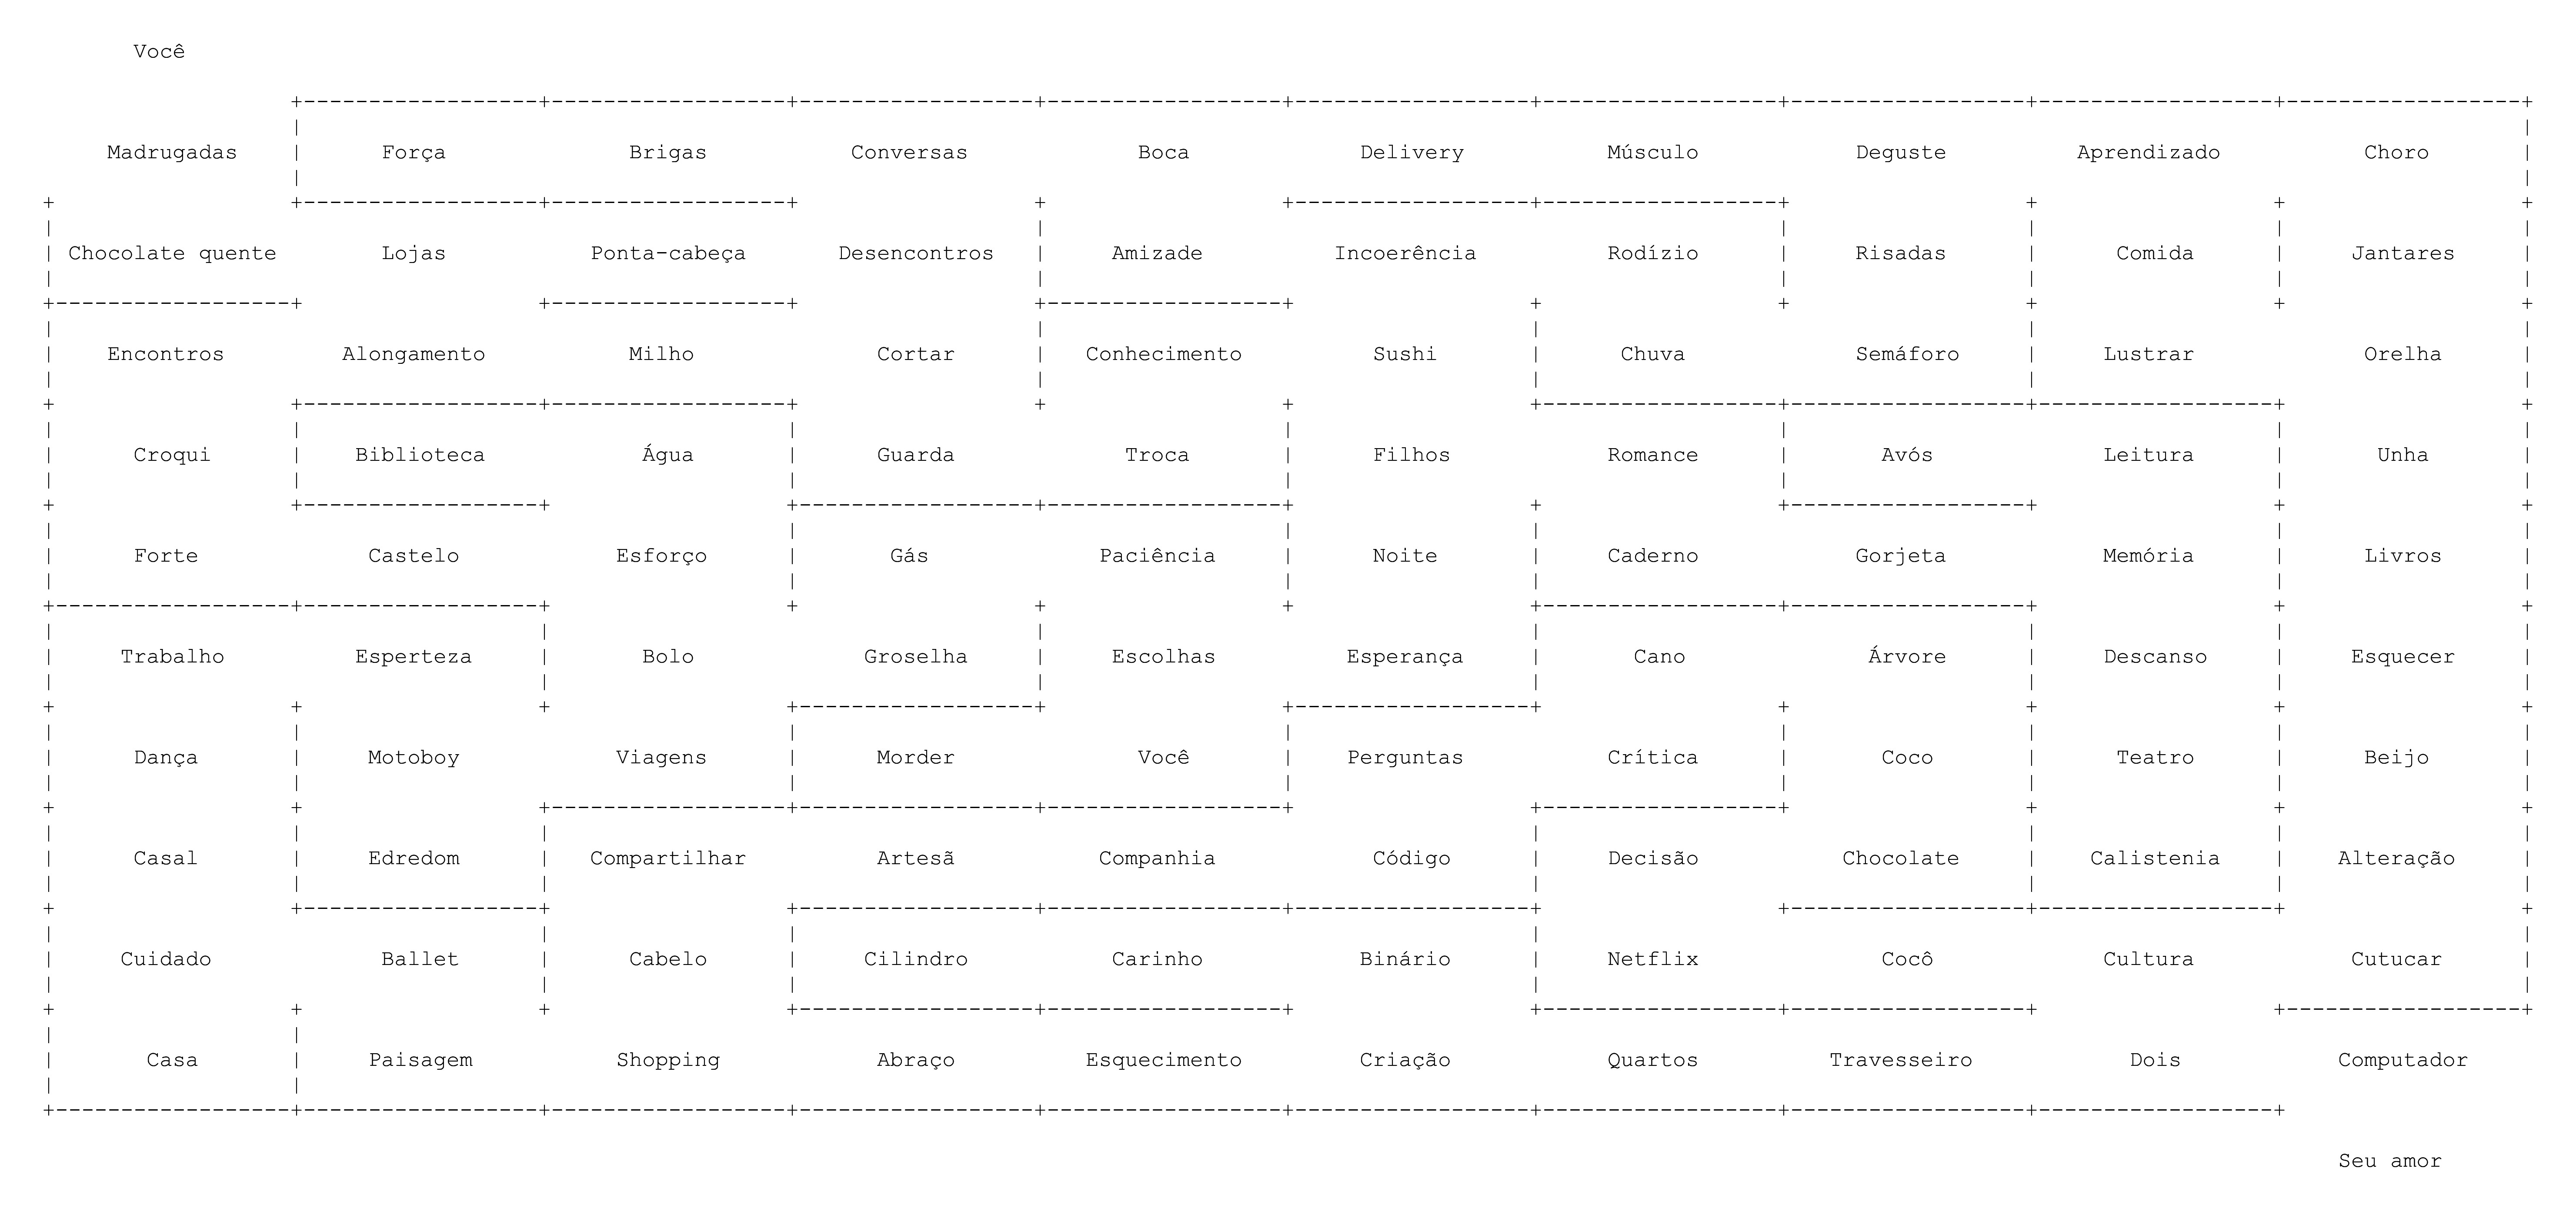 Você
Madrugadas Força Brigas Conversas Boca Delivery Músculo Deguste Aprendizado Choro
Chocolate quente Lojas Ponta-cabeça Desencontros Amizade Incoerência Rodízio Risadas Comida Jantares
Encontros Alongamento Milho Cortar Conhecimento Sushi Chuva Semáforo Lustrar Orelha
Croqui Biblioteca Água Guarda Troca Filhos Romance Avós Leitura Unha
Forte Castelo Esforço Gás Paciência Noite Caderno Gorjeta Memória Livros
Trabalho Esperteza Bolo Groselha Escolhas Esperança Cano Árvore Descanso Esquecer
Dança Motoboy Viagens Morder Você Perguntas Crítica Coco Teatro Beijo
Casal Edredom Compartilhar Artesã Companhia Código Decisão Chocolate Calistenia Alteração
Cuidado Ballet Cabelo Cilindro Carinho Binário Netflix Cocô Cultura Cutucar
Casa Paisagem Shopping Abraço Esquecimento Criação Quartos Travesseiro Dois Computador
Seu amor